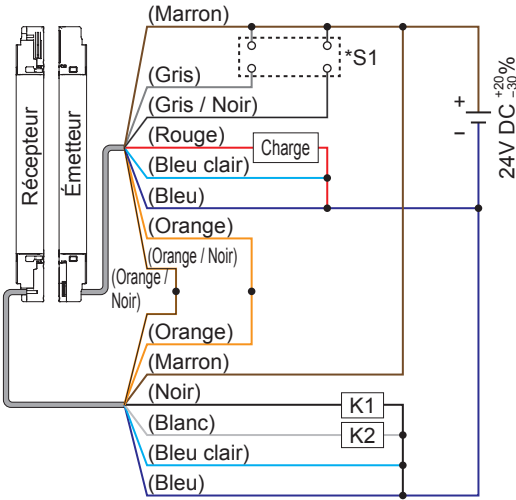 (Marron)
*S1
(Gris)
(Gris / Noir)
(Rouge)
Charge
(Bleu clair)
(Bleu)
(Orange)
(Orange / Noir)
(Orange /
Noir)
(Orange)
(Marron)
(Noir)
K1
(Blanc)
K2
(Bleu clair)
(Bleu)
Récepteur
Émetteur
+
−
24V DC +20 −30 %